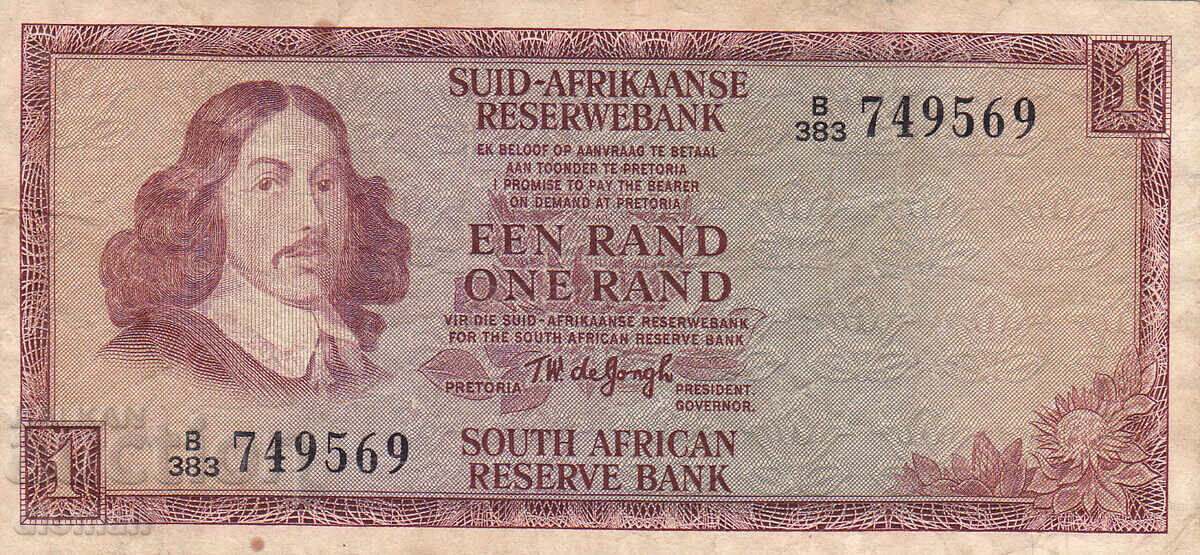 1
SUID-AFRIKAANSE
RESERWEBANK
B
383 749569
EK BELOOF OP AANVRAAG TE BETAAL
AAN TOONDER TE PRETORIA
I PROMISE TO PAY THE BEARER
ON DEMAND AT PRETORIA
EEN RAND
ONE RAND
VIR DIE SUID-AFRIKAANSE RESERWEBANK
FOR THE SOUTH AFRICAN RESERVE BANK
T.W. de Jongh
PRETORIA
PRESIDENT.
GOVERNOR.
B
383 749569
SOUTH AFRICAN
RESERVE BANK
1